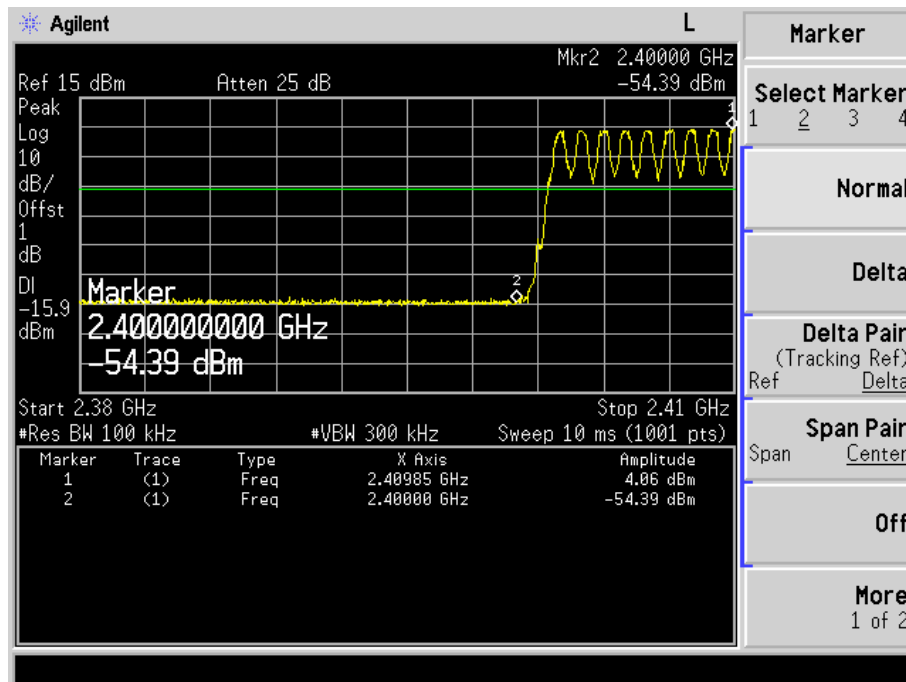 Agilent
L
Marker
Mkr2 2.40000 GHz
Ref 15 dBm Atten 25 dB -54.39 dBm
Peak
Log
10
dB/
Offst
1
dB
DI
-15.9
dBm
1
2
Marker
2.400000000 GHz
-54.39 dBm
Start 2.38 GHz Stop 2.41 GHz
#Res BW 100 kHz #VBW 300 kHz Sweep 10 ms (1001 pts)
Marker Trace Type X Axis Amplitude
1 (1) Freq 2.40985 GHz 4.06 dBm
2 (1) Freq 2.40000 GHz -54.39 dBm
Select Marker
1 2 3 4
Normal
Delta
Delta Pair
(Tracking Ref)
Ref Delta
Span Pair
Span Center
Off
More
1 of 2